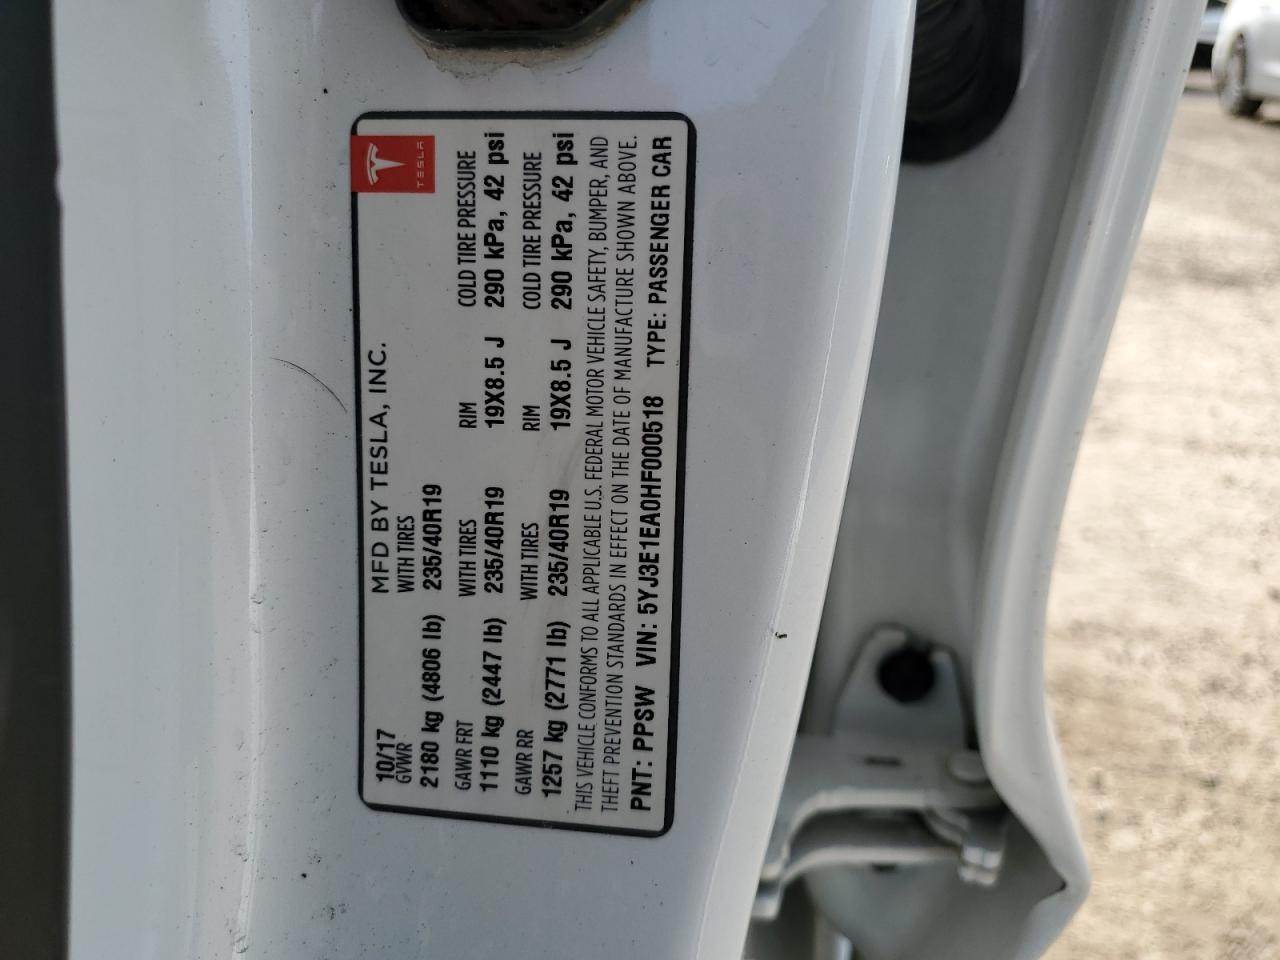 TESLA
MFD BY TESLA, INC.
10/17
GVWR WITH TIRES
2180 kg (4806 lb) 235/40R19
GAWR FRT WITH TIRES RIM COLD TIRE PRESSURE
1110 kg (2447 lb) 235/40R19 19X8.5 J 290 kPa, 42 psi
GAWR RR WITH TIRES RIM COLD TIRE PRESSURE
1257 kg (2771 lb) 235/40R19 19X8.5 J 290 kPa, 42 psi
THIS VEHICLE CONFORMS TO ALL APPLICABLE U.S. FEDERAL MOTOR VEHICLE SAFETY, BUMPER, AND
THEFT PREVENTION STANDARDS IN EFFECT ON THE DATE OF MANUFACTURE SHOWN ABOVE.
PNT: PPSW VIN: 5YJ3E1EA0HF000518 TYPE: PASSENGER CAR